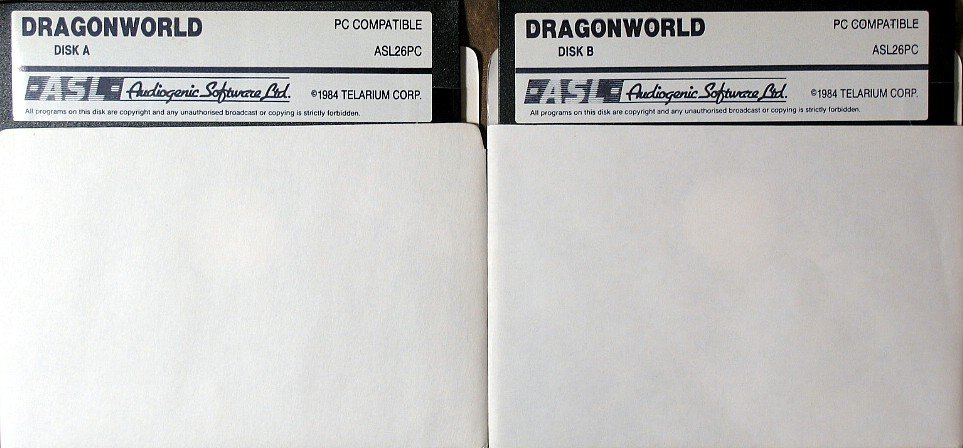 DRAGONWORLD PC COMPATIBLE
DISK A ASL26PC
ASL Audiogenic Software Ltd. ©1984 TELARIUM CORP.
All programs on this disk are copyright and any unauthorised broadcast or copying is strictly forbidden.
DRAGONWORLD PC COMPATIBLE
DISK B ASL26PC
ASL Audiogenic Software Ltd. ©1984 TELARIUM CORP.
All programs on this disk are copyright and any unauthorised broadcast or copying is strictly forbidden.